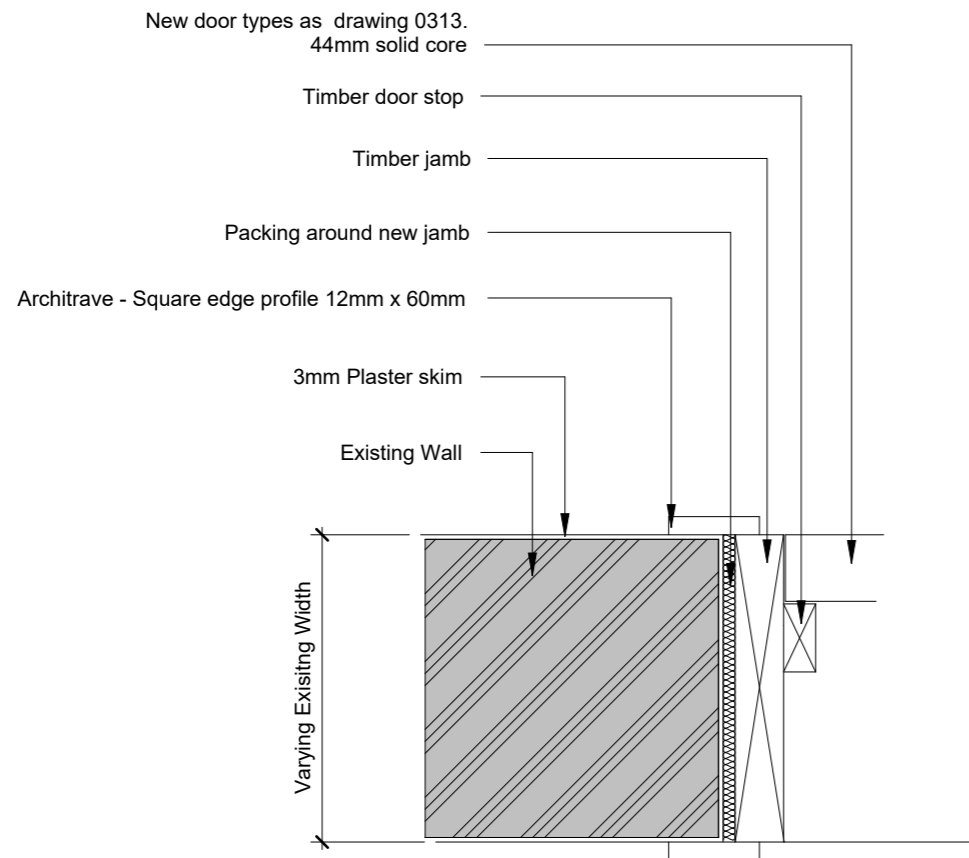 New door types as drawing 0313.
44mm solid core
Timber door stop
Timber jamb
Packing around new jamb
Architrave - Square edge profile 12mm x 60mm
3mm Plaster skim
Existing Wall
Varying Exisitng Width